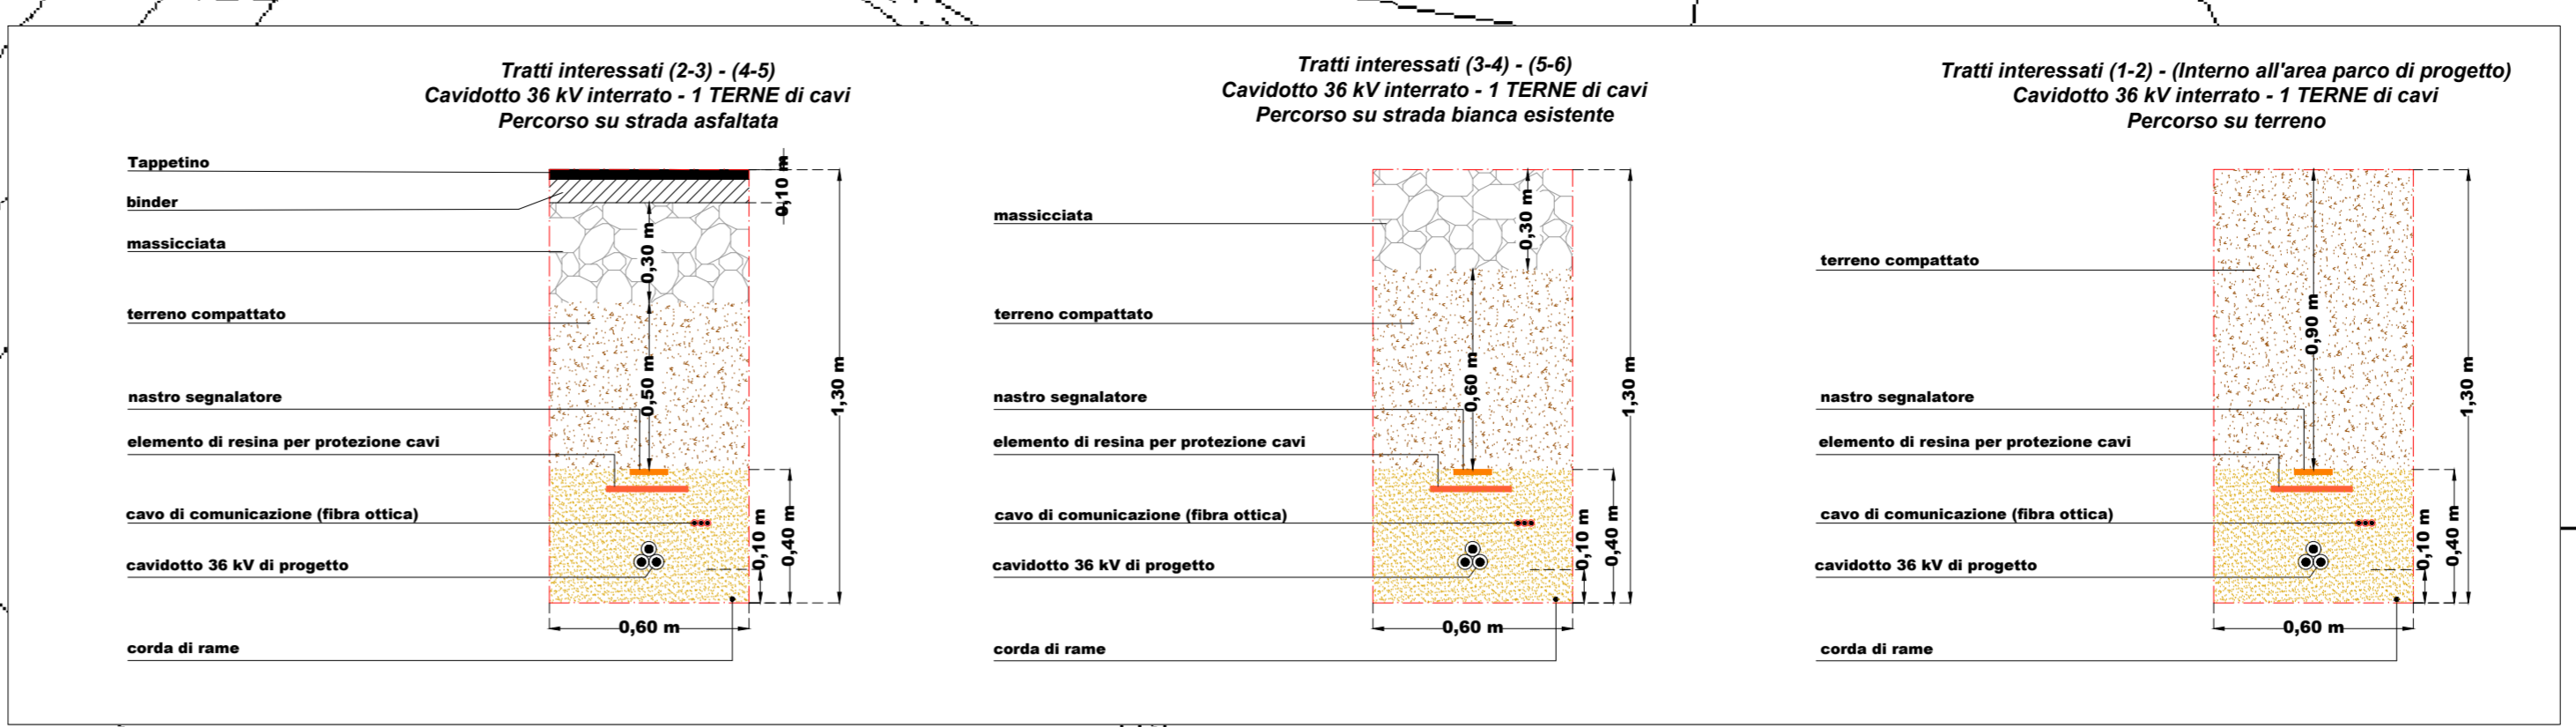 Tratti interessati (2-3) - (4-5)
Cavidotto 36 kV interrato - 1 TERNE di cavi
Percorso su strada asfaltata
Tappetino
binder
massicciata
terreno compattato
nastro segnalatore
elemento di resina per protezione cavi
cavo di comunicazione (fibra ottica)
cavidotto 36 kV di progetto
corda di rame
0,10 m
0,30 m
0,50 m
1,30 m
0,10 m
0,40 m
0,60 m
Tratti interessati (3-4) - (5-6)
Cavidotto 36 kV interrato - 1 TERNE di cavi
Percorso su strada bianca esistente
massicciata
terreno compattato
nastro segnalatore
elemento di resina per protezione cavi
cavo di comunicazione (fibra ottica)
cavidotto 36 kV di progetto
corda di rame
0,30 m
0,60 m
1,30 m
0,10 m
0,40 m
0,60 m
Tratti interessati (1-2) - (Interno all'area parco di progetto)
Cavidotto 36 kV interrato - 1 TERNE di cavi
Percorso su terreno
terreno compattato
nastro segnalatore
elemento di resina per protezione cavi
cavo di comunicazione (fibra ottica)
cavidotto 36 kV di progetto
corda di rame
0,90 m
1,30 m
0,10 m
0,40 m
0,60 m